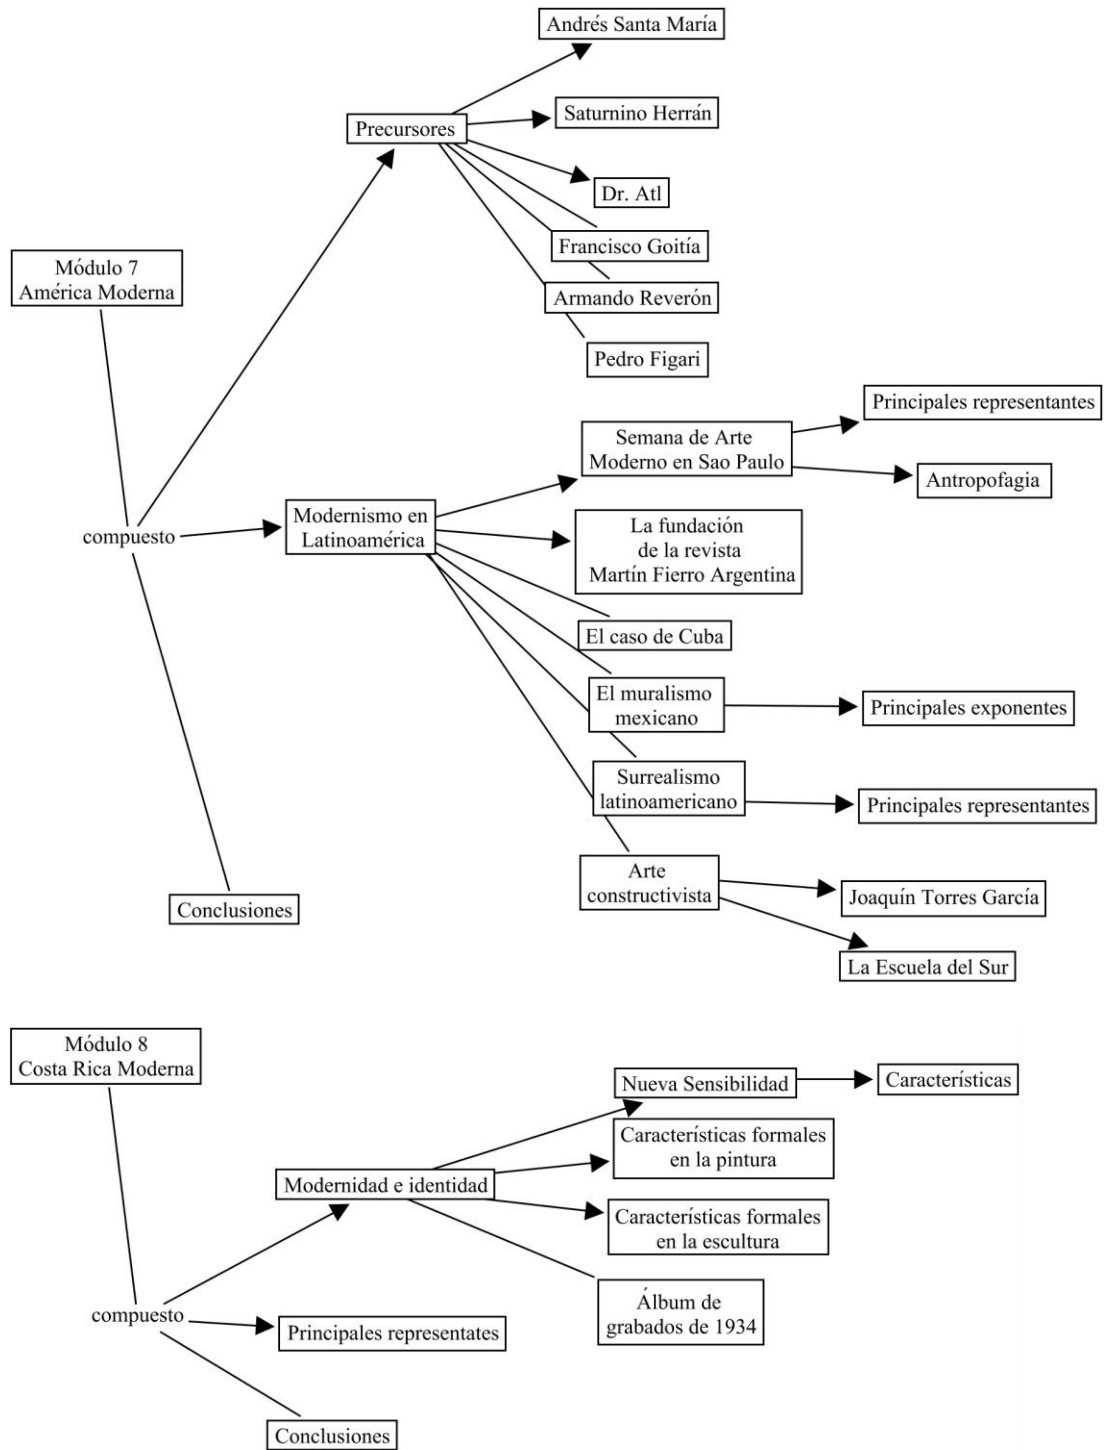 Andrés Santa María
Saturnino Herrán
Precursores
Dr. Atl
Francisco Goitía
Módulo 7
América Moderna
Armando Reverón
Pedro Figari
Principales representantes
Semana de Arte
Moderno en Sao Paulo
Antropofagia
Modernismo en
Latinoamérica
compuesto
La fundación
de la revista
Martín Fierro Argentina
El caso de Cuba
El muralismo
mexicano
Principales exponentes
Surrealismo
latinoamericano
Principales representantes
Arte
constructivista
Joaquín Torres García
Conclusiones
La Escuela del Sur
Módulo 8
Costa Rica Moderna
Nueva Sensibilidad
Características
Características formales
en la pintura
Modernidad e identidad
Características formales
en la escultura
Álbum de
grabados de 1934
compuesto
Principales representates
Conclusiones